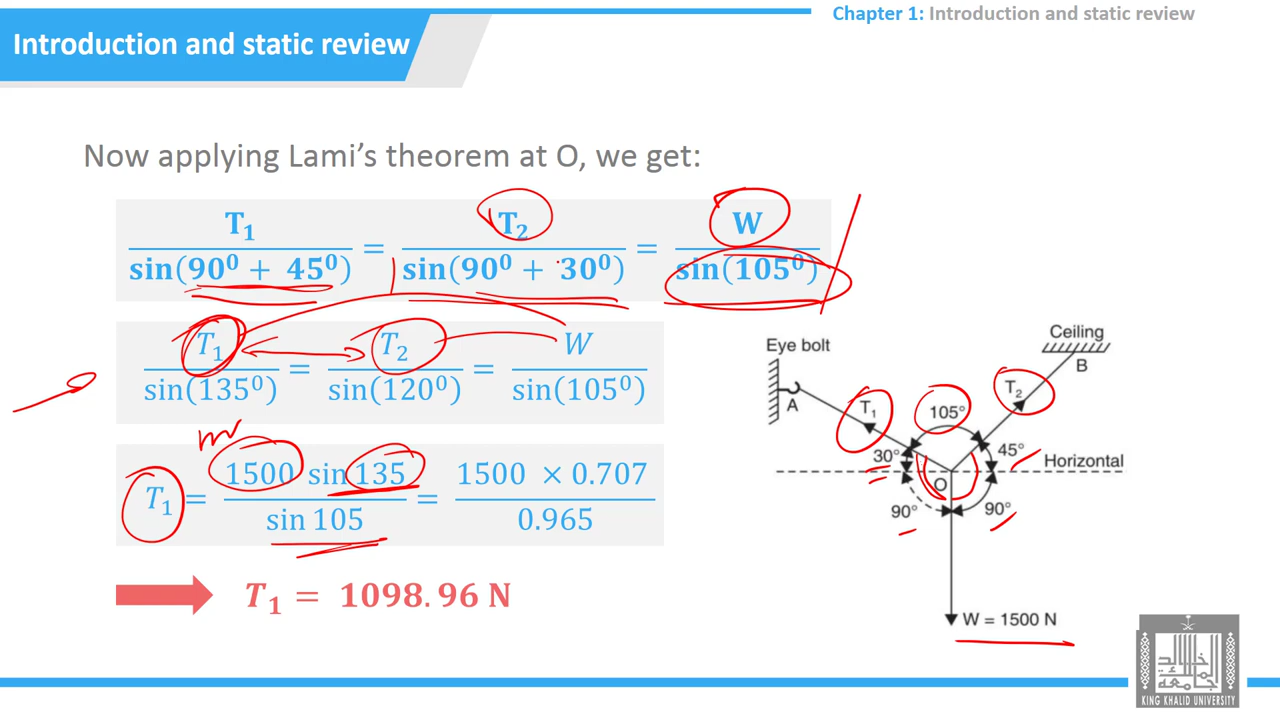 Chapter 1: Introduction and static review
Introduction and static review
Now applying Lami’s theorem at O, we get:
T₁ / sin(90⁰ + 45⁰) = T₂ / sin(90⁰ + 30⁰) = W / sin(105⁰)
T₁ / sin(135⁰) = T₂ / sin(120⁰) = W / sin(105⁰)
T₁ = 1500 sin 135 / sin 105 = 1500 × 0.707 / 0.965
T₁ = 1098.96 N
Eye bolt
Ceiling
A
B
T₁
T₂
105°
30°
45°
Horizontal
O
90°
90°
W = 1500 N
KING KHALID UNIVERSITY